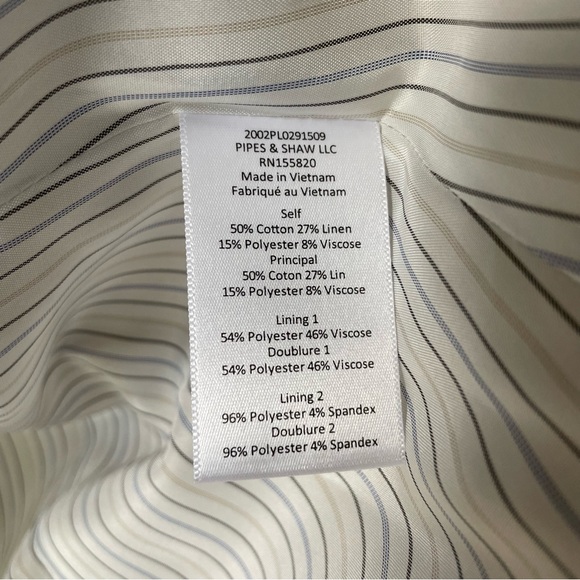 2002PL0291509
PIPES & SHAW LLC
RN155820
Made in Vietnam
Fabriqué au Vietnam
Self
50% Cotton 27% Linen
15% Polyester 8% Viscose
Principal
50% Coton 27% Lin
15% Polyester 8% Viscose
Lining 1
54% Polyester 46% Viscose
Doublure 1
54% Polyester 46% Viscose
Lining 2
96% Polyester 4% Spandex
Doublure 2
96% Polyester 4% Spandex